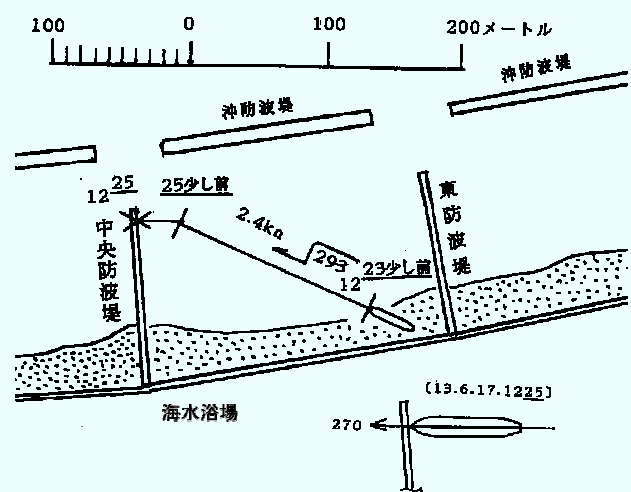 100 0 100 200メートル
沖防波堤
沖防波堤
12 25
25少し前
中央防波堤
2.4kn
293
12 23少し前
東防波堤
海水浴場
(13.6.17.1225)
270